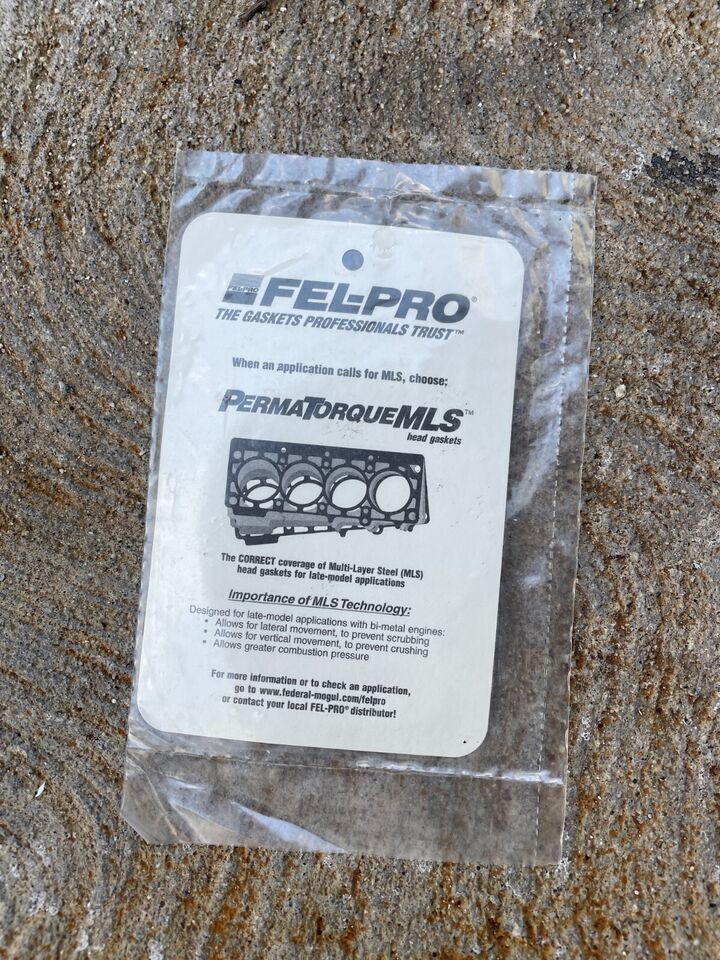 FEL-PRO
FEL-PRO®
THE GASKETS PROFESSIONALS TRUST™
When an application calls for MLS, choose:
PERMATORQUEMLS™
head gaskets
The CORRECT coverage of Multi-Layer Steel (MLS)
head gaskets for late-model applications
Importance of MLS Technology:
Designed for late-model applications with bi-metal engines:
• Allows for lateral movement, to prevent scrubbing
• Allows for vertical movement, to prevent crushing
• Allows greater combustion pressure
For more information or to check an application,
go to www.federal-mogul.com/felpro
or contact your local FEL-PRO® distributor!